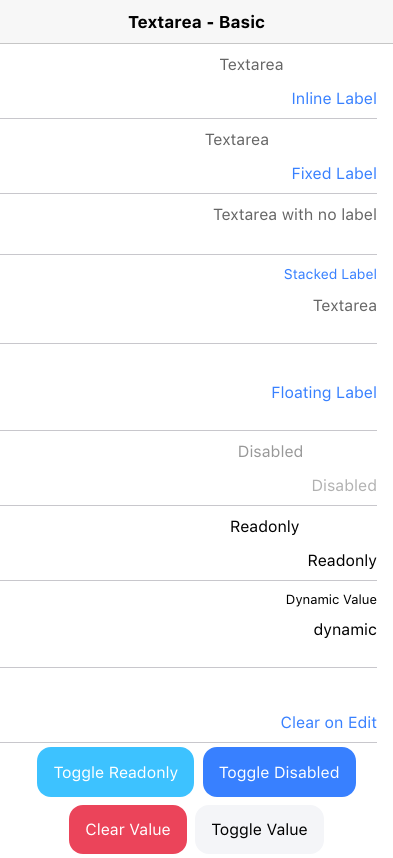 Textarea - Basic
Textarea
Inline Label
Textarea
Fixed Label
Textarea with no label
Stacked Label
Textarea
Floating Label
Disabled
Disabled
Readonly
Readonly
Dynamic Value
dynamic
Clear on Edit
Toggle Readonly Toggle Disabled
Clear Value Toggle Value